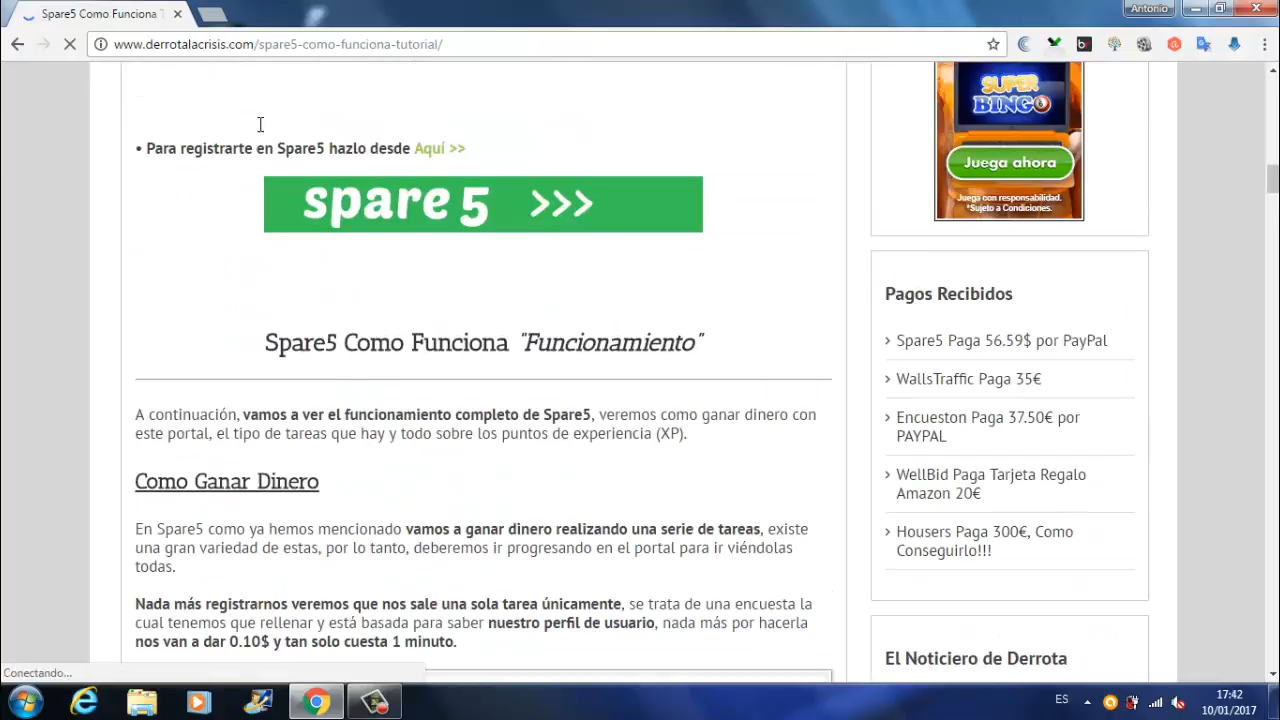 Spare5 Como Funciona T
Antonio
www.derrotalacrisis.com/spare5-como-funciona-tutorial/
• Para registrarte en Spare5 hazlo desde Aquí >>
spare5 >>>
Spare5 Como Funciona "Funcionamiento"
A continuación, vamos a ver el funcionamiento completo de Spare5, veremos como ganar dinero con
este portal, el tipo de tareas que hay y todo sobre los puntos de experiencia (XP).
Como Ganar Dinero
En Spare5 como ya hemos mencionado vamos a ganar dinero realizando una serie de tareas, existe
una gran variedad de estas, por lo tanto, deberemos ir progresando en el portal para ir viéndolas
todas.
Nada más registrarnos veremos que nos sale una sola tarea únicamente, se trata de una encuesta la
cual tenemos que rellenar y está basada para saber nuestro perfil de usuario, nada más por hacerla
nos van a dar 0.10$ y tan solo cuesta 1 minuto.
SUPER
BINGO
Juega ahora
Juega con responsabilidad.
*Sujeto a Condiciones.
Pagos Recibidos
› Spare5 Paga 56.59$ por PayPal
› WallsTraffic Paga 35€
› Encueston Paga 37.50€ por
PAYPAL
› WellBid Paga Tarjeta Regalo
Amazon 20€
› Housers Paga 300€, Como
Conseguirlo!!!
El Noticiero de Derrota
Conectando...
ES
17:42
10/01/2017